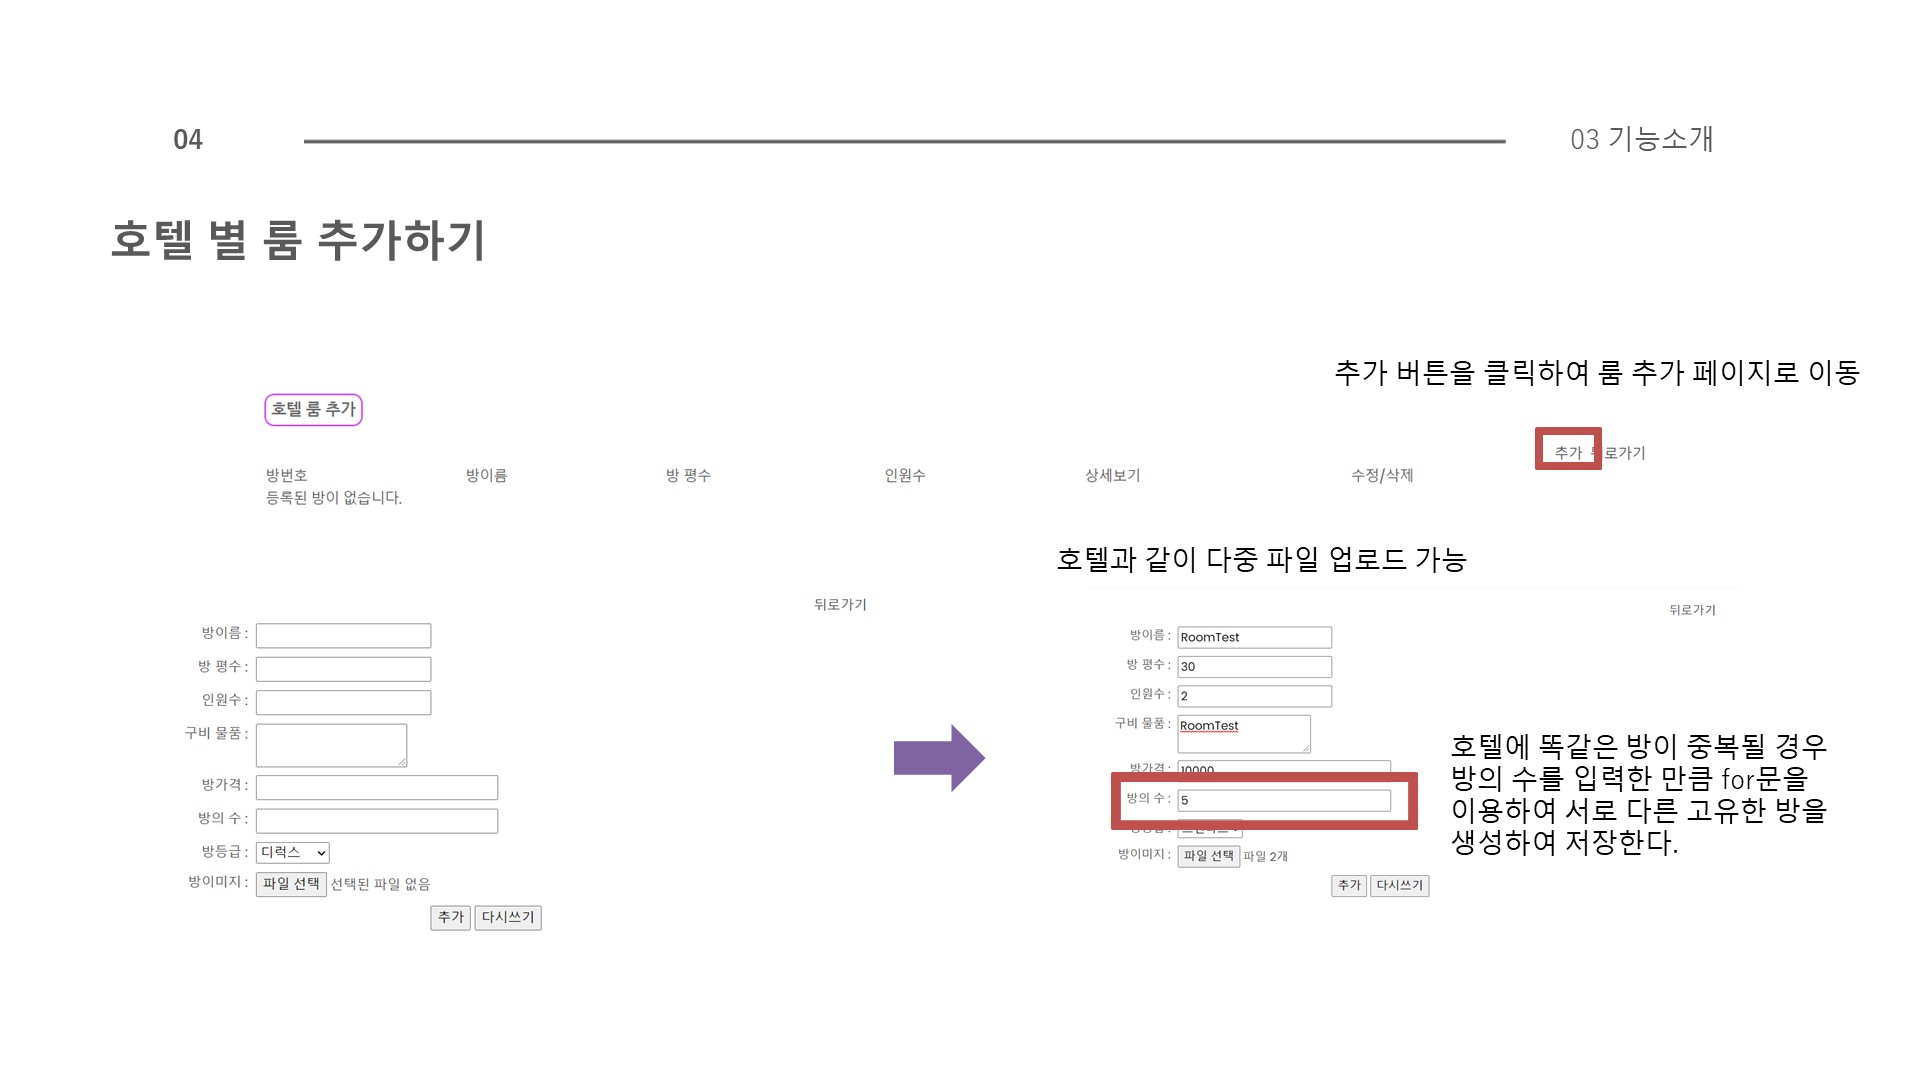 04
03 기능소개
호텔 별 룸 추가하기
추가 버튼을 클릭하여 룸 추가 페이지로 이동
호텔 룸 추가
추가 뒤로가기
방번호 방이름 방 평수 인원수 상세보기 수정/삭제
등록된 방이 없습니다.
호텔과 같이 다중 파일 업로드 가능
뒤로가기
방이름 :
방 평수 :
인원수 :
구비 물품 :
방가격 :
방의 수 :
방등급 : 디럭스
방이미지 : 파일 선택 선택된 파일 없음
추가 다시쓰기
뒤로가기
방이름 : RoomTest
방 평수 : 30
인원수 : 2
구비 물품 : RoomTest
방가격 : 10000
방의 수 : 5
방등급 :
방이미지 : 파일 선택 파일 2개
추가 다시쓰기
호텔에 똑같은 방이 중복될 경우
방의 수를 입력한 만큼 for문을
이용하여 서로 다른 고유한 방을
생성하여 저장한다.